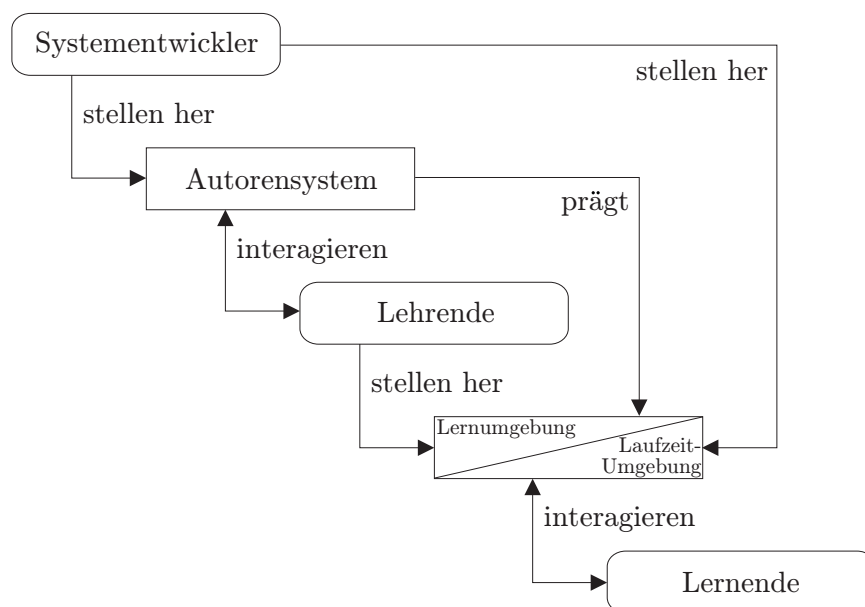 Systementwickler
stellen her
stellen her
Autorensystem
prägt
interagieren
Lehrende
stellen her
Lernumgebung
Laufzeit-
Umgebung
interagieren
Lernende